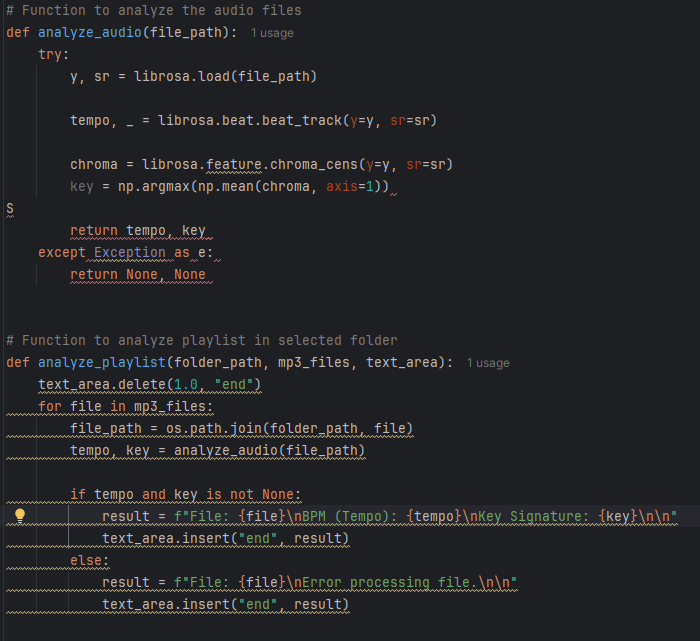 # Function to analyze the audio files
def analyze_audio(file_path): 1 usage
    try:
        y, sr = librosa.load(file_path)
        tempo, _ = librosa.beat.beat_track(y=y, sr=sr)
        chroma = librosa.feature.chroma_cens(y=y, sr=sr)
        key = np.argmax(np.mean(chroma, axis=1))
S
        return tempo, key
    except Exception as e:
        return None, None
# Function to analyze playlist in selected folder
def analyze_playlist(folder_path, mp3_files, text_area): 1 usage
    text_area.delete(1.0, "end")
    for file in mp3_files:
        file_path = os.path.join(folder_path, file)
        tempo, key = analyze_audio(file_path)
        if tempo and key is not None:
            result = f"File: {file}\nBPM (Tempo): {tempo}\nKey Signature: {key}\n\n"
            text_area.insert("end", result)
        else:
            result = f"File: {file}\nError processing file.\n\n"
            text_area.insert("end", result)